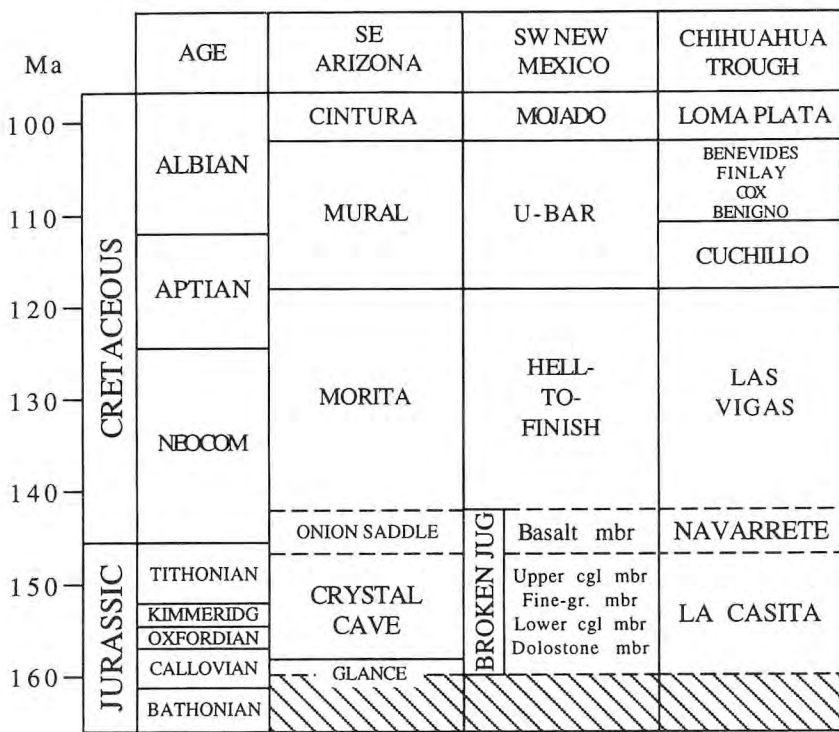 Ma
AGE
SE
ARIZONA
SW NEW
MEXICO
CHIHUAHUA
TROUGH
100
110
120
130
140
150
160
CRETACEOUS
JURASSIC
ALBIAN
APTIAN
NEOCOM
TITHONIAN
KIMMERIDG
OXFORDIAN
CALLOVIAN
BATHONIAN
CINTURA
MURAL
MORITA
ONION SADDLE
CRYSTAL
CAVE
GLANCE
MOJADO
U-BAR
HELL-
TO-
FINISH
BROKEN JUG
Basalt mbr
Upper cgl mbr
Fine-gr. mbr
Lower cgl mbr
Dolostone mbr
LOMA PLATA
BENEVIDES
FINLAY
COX
BENIGNO
CUCHILLO
LAS
VIGAS
NAVARRETE
LA CASITA